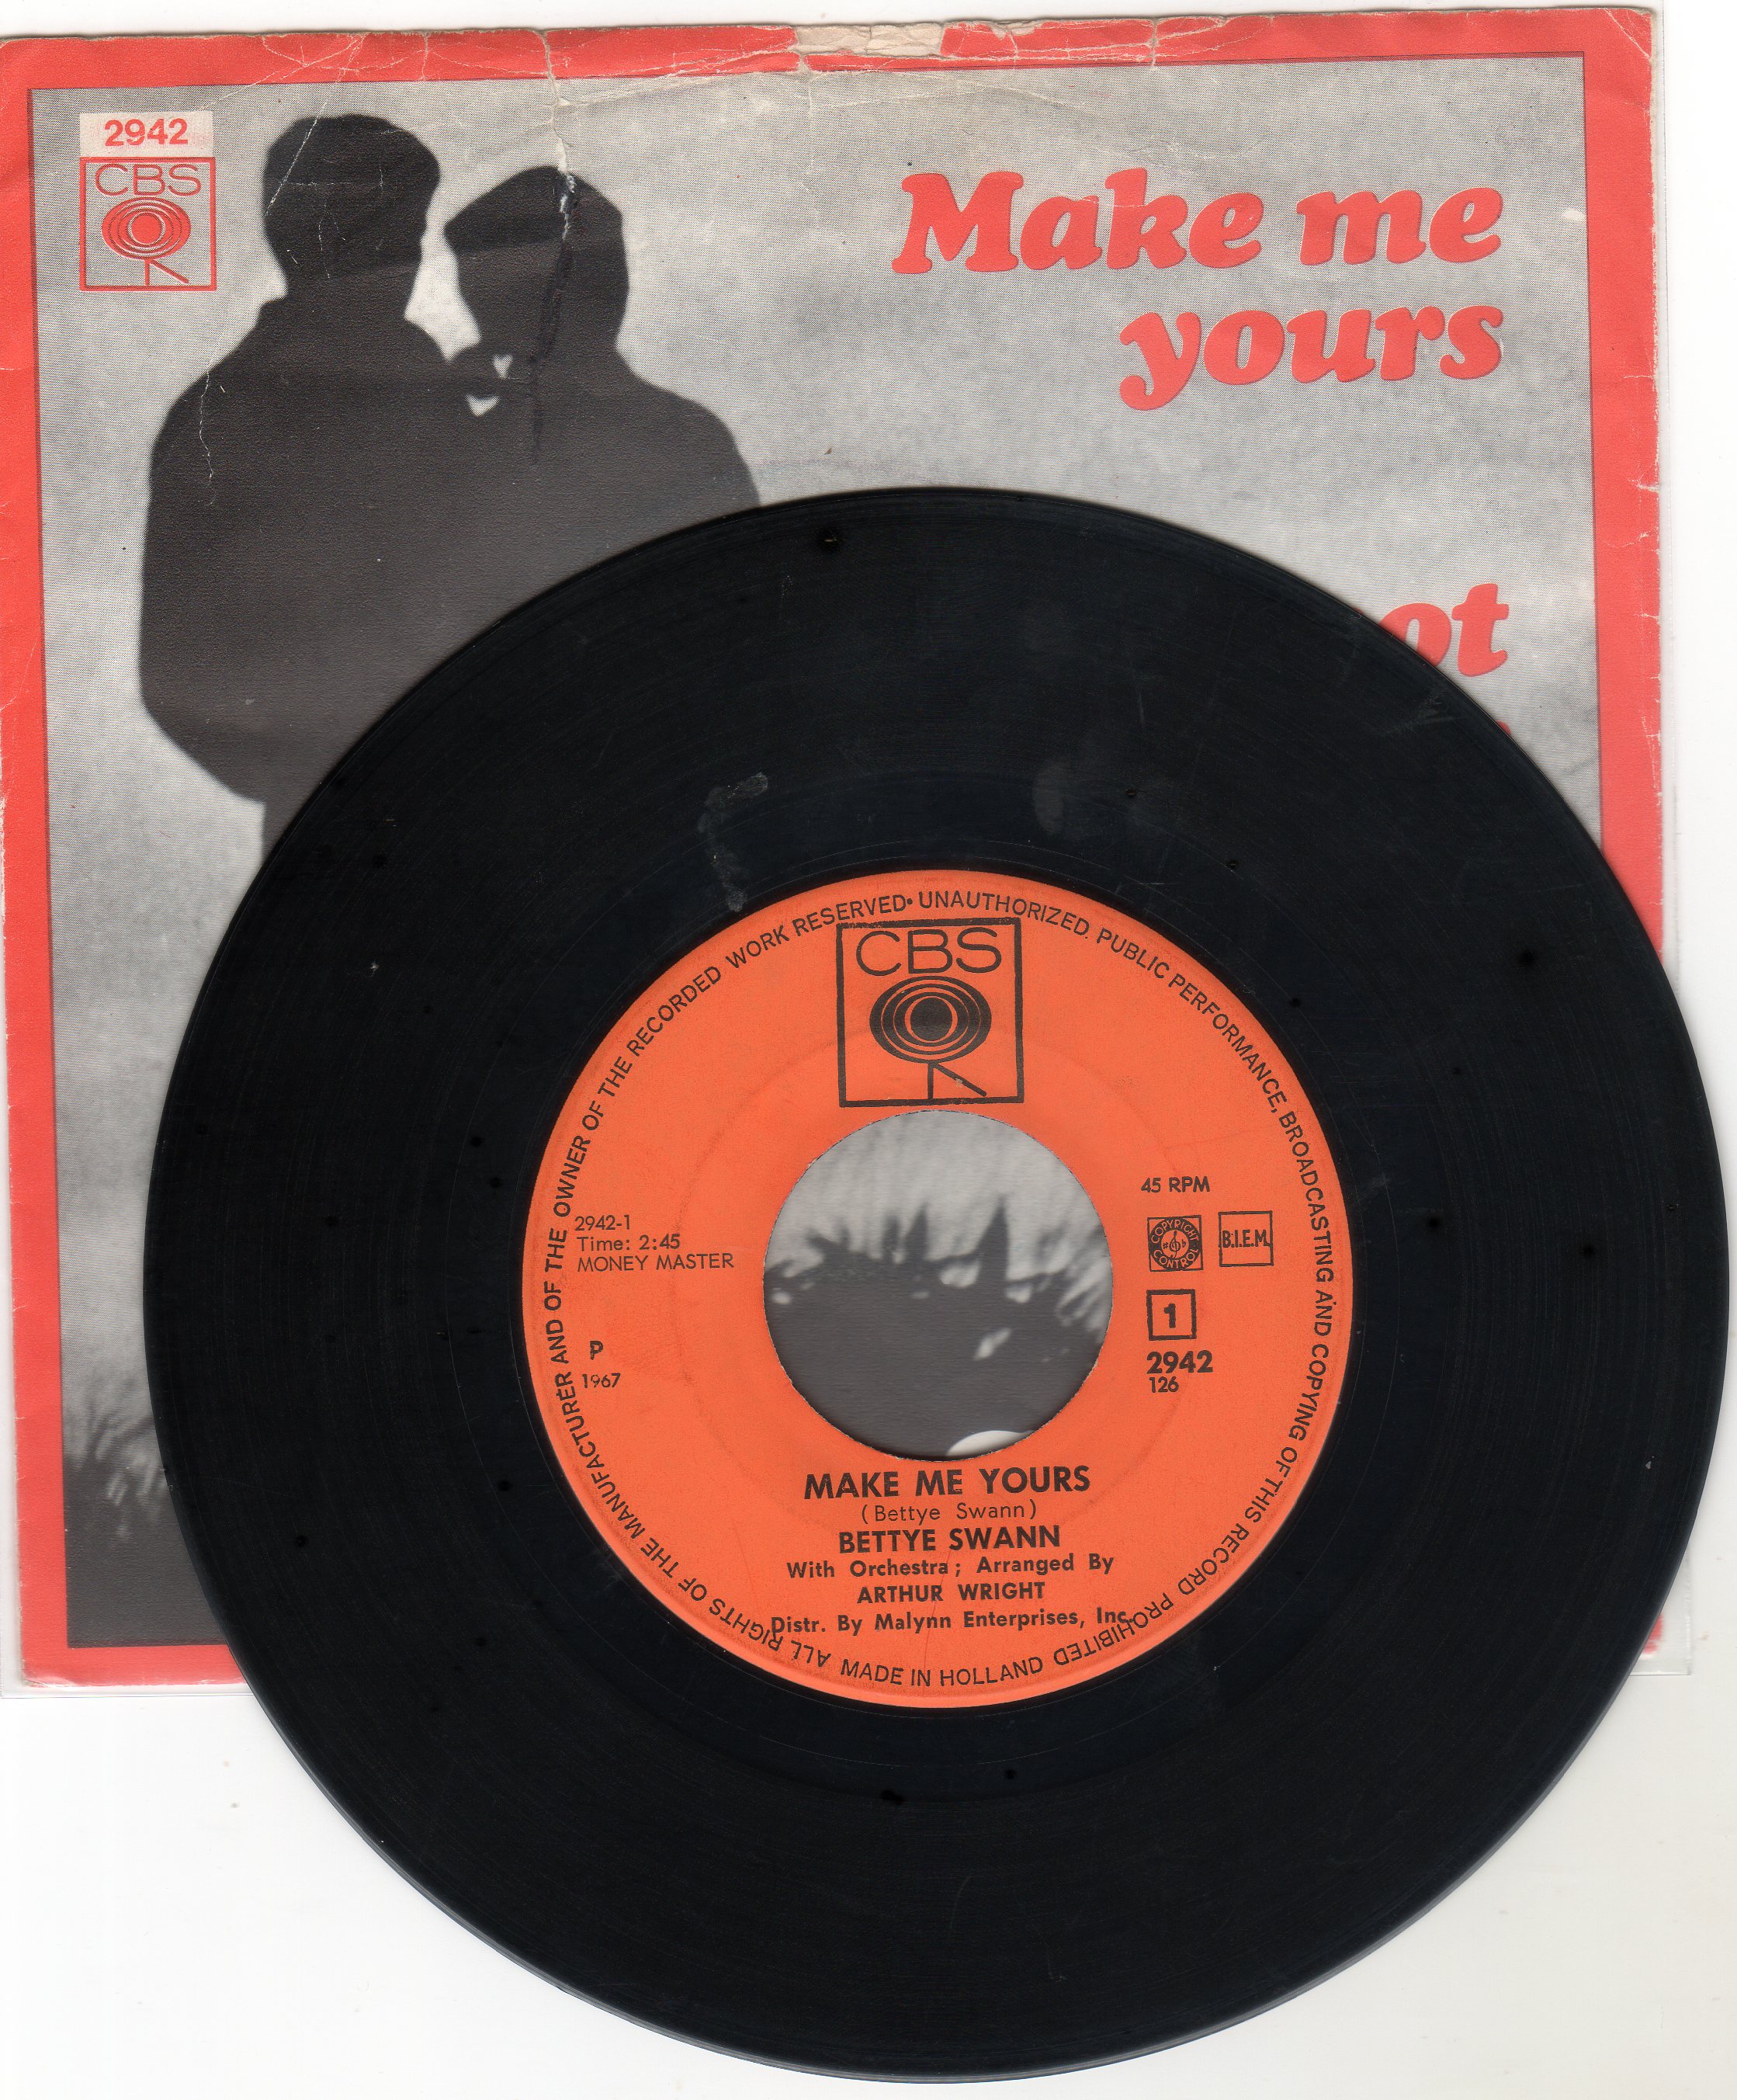 2942
CBS
Make me
yours
ot
ALL RIGHTS OF THE MANUFACTURER AND OF THE OWNER OF THE RECORDED WORK RESERVED • UNAUTHORIZED PUBLIC PERFORMANCE, BROADCASTING AND COPYING OF THIS RECORD PROHIBITED
CBS
45 RPM
2942-1
Time: 2:45
MONEY MASTER
COPYRIGHT CONTROL
B.I.E.M.
1
P
1967
2942
126
MAKE ME YOURS
(Bettye Swann)
BETTYE SWANN
With Orchestra; Arranged By
ARTHUR WRIGHT
Distr. By Malynn Enterprises, Inc.
MADE IN HOLLAND